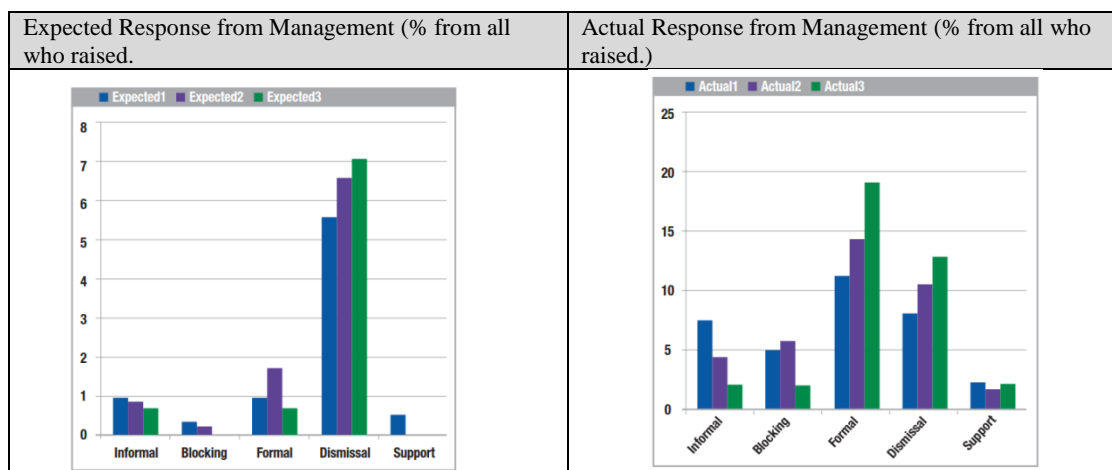 Expected Response from Management (% from all
who raised.
Actual Response from Management (% from all who
raised.)
Expected1 Expected2 Expected3
8
7
6
5
4
3
2
1
0
Informal Blocking Formal Dismissal Support
Actual1 Actual2 Actual3
25
20
15
10
5
0
Informal Blocking Formal Dismissal Support